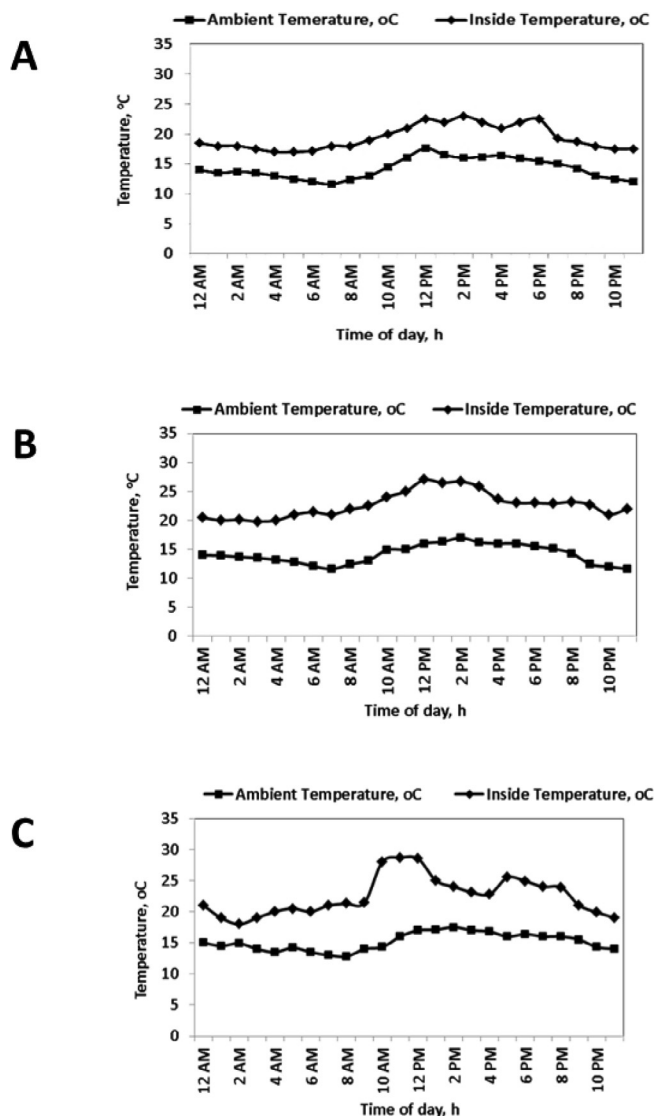 A
Ambient Temerature, oC
Inside Temperature, oC
Temperature, °C
35
30
25
20
15
10
5
0
12 AM
2 AM
4 AM
6 AM
8 AM
10 AM
12 PM
2 PM
4 PM
6 PM
8 PM
10 PM
Time of day, h
B
Ambient Temperature, oC
Inside Temperature, oC
Temperature, °C
35
30
25
20
15
10
5
0
12 AM
2 AM
4 AM
6 AM
8 AM
10 AM
12 PM
2 PM
4 PM
6 PM
8 PM
10 PM
Time of day, h
C
Ambient Temperature, oC
Inside Temperature, oC
Temperature, oC
35
30
25
20
15
10
5
0
12 AM
2 AM
4 AM
6 AM
8 AM
10 AM
12 PM
2 PM
4 PM
6 PM
8 PM
10 PM
Time of day, h